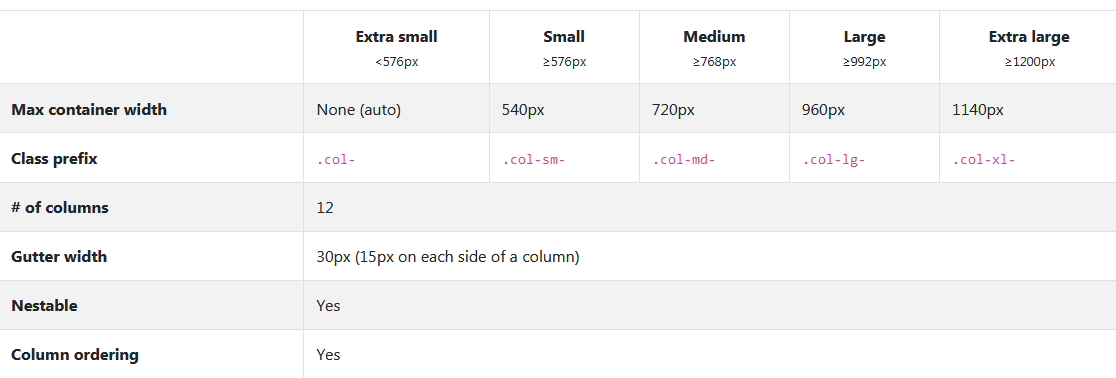 Extra small Small Medium Large Extra large
<576px ≥576px ≥768px ≥992px ≥1200px
Max container width None (auto) 540px 720px 960px 1140px
Class prefix .col- .col-sm- .col-md- .col-lg- .col-xl-
# of columns 12
Gutter width 30px (15px on each side of a column)
Nestable Yes
Column ordering Yes